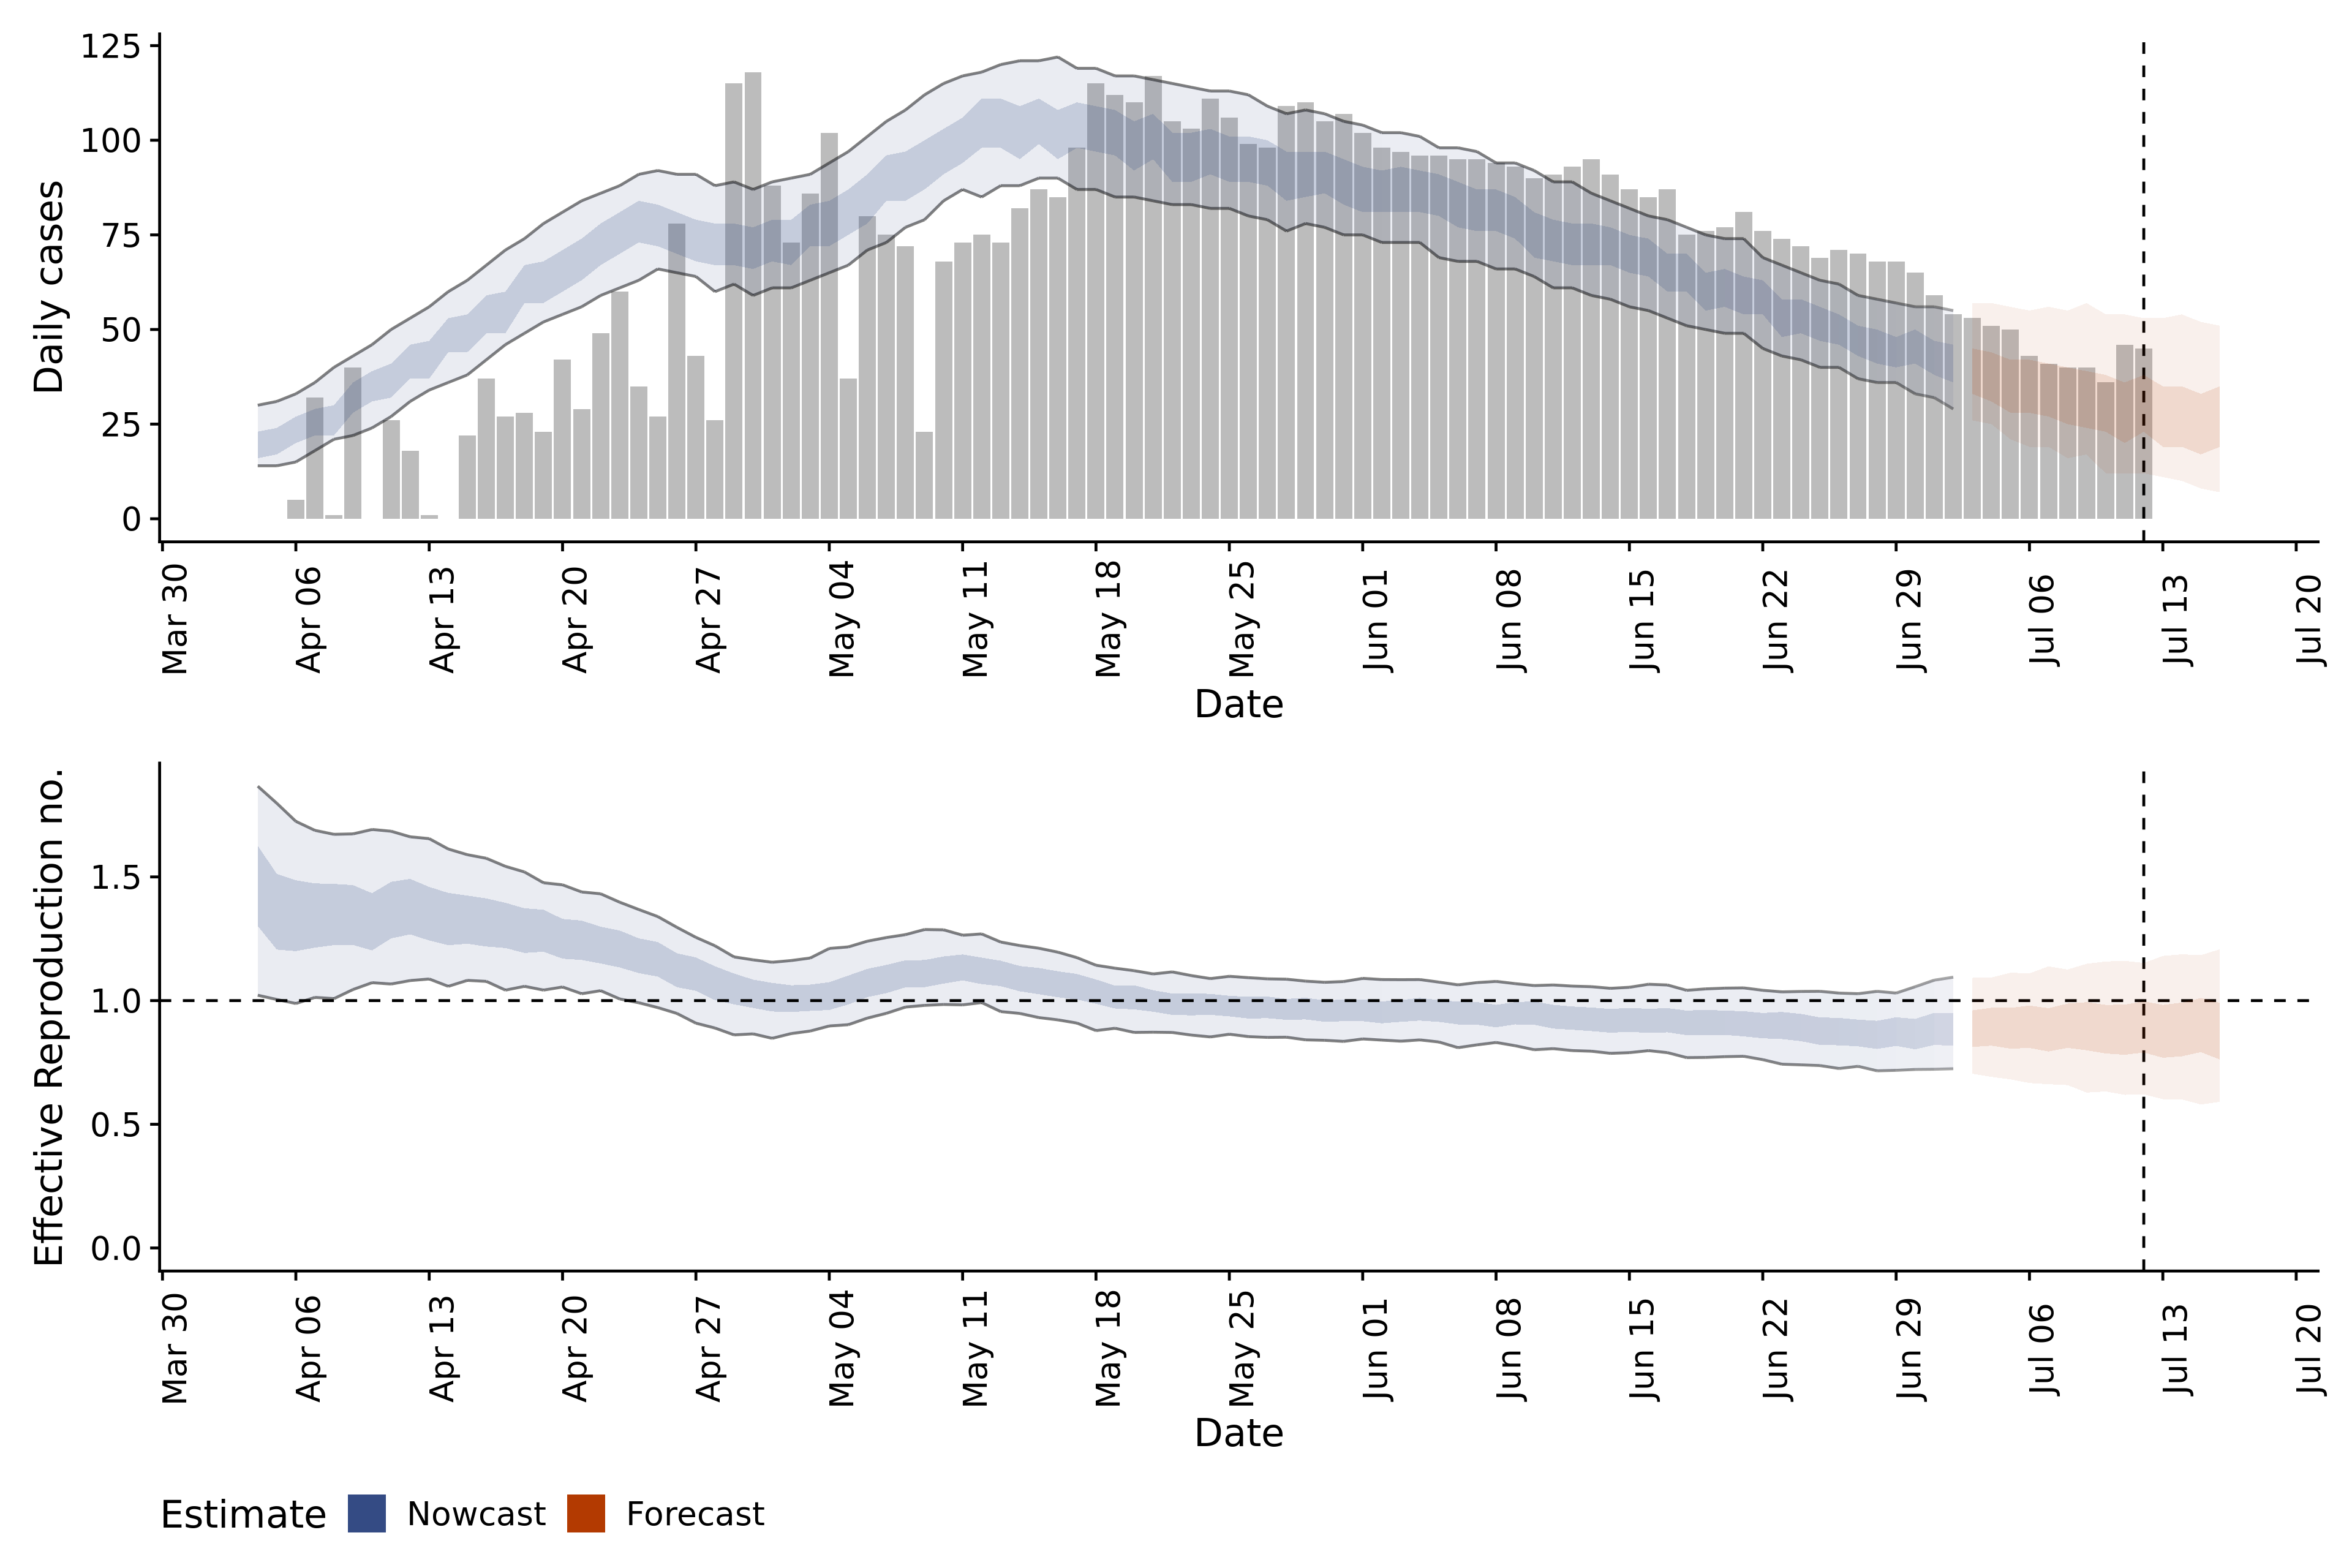 Daily cases
125
100
75
50
25
0
Mar 30 Apr 06 Apr 13 Apr 20 Apr 27 May 04 May 11 May 18 May 25 Jun 01 Jun 08 Jun 15 Jun 22 Jun 29 Jul 06 Jul 13 Jul 20
Date
Effective Reproduction no.
1.5
1.0
0.5
0.0
Mar 30 Apr 06 Apr 13 Apr 20 Apr 27 May 04 May 11 May 18 May 25 Jun 01 Jun 08 Jun 15 Jun 22 Jun 29 Jul 06 Jul 13 Jul 20
Date
Estimate Nowcast Forecast